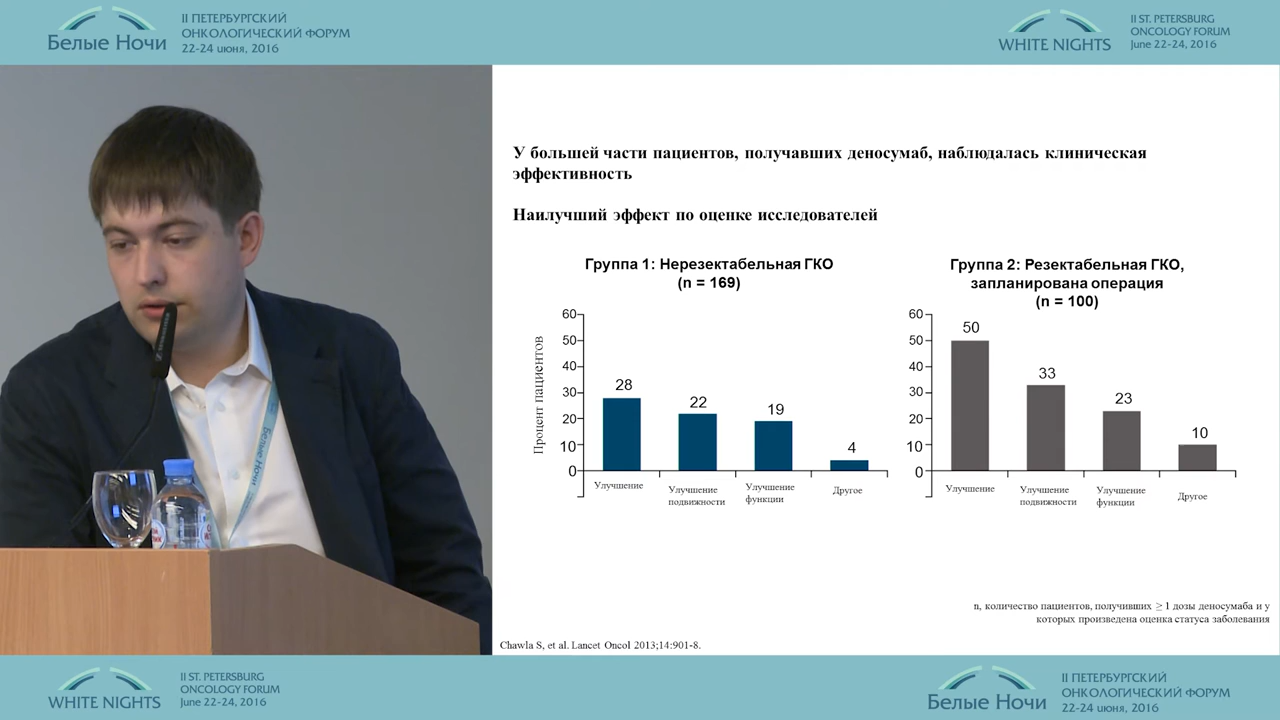 Белые Ночи
II ПЕТЕРБУРГСКИЙ
ОНКОЛОГИЧЕСКИЙ ФОРУМ
22-24 июня, 2016
WHITE NIGHTS
II ST. PETERSBURG
ONCOLOGY FORUM
June 22-24, 2016
У большей части пациентов, получавших деносумаб, наблюдалась клиническая
эффективность
Наилучший эффект по оценке исследователей
Группа 1: Нерезектабельная ГКО
(n = 169)
Процент пациентов
60
50
40
30
20
10
0
28
22
19
4
Улучшение
Улучшение
подвижности
Улучшение
функции
Другое
Группа 2: Резектабельная ГКО,
запланирована операция
(n = 100)
60
50
40
30
20
10
0
50
33
23
10
Улучшение
Улучшение
подвижности
Улучшение
функции
Другое
n, количество пациентов, получивших ≥ 1 дозы деносумаба и у
которых произведена оценка статуса заболевания
Chawla S, et al. Lancet Oncol 2013;14:901-8.
Белые Ночи
WHITE NIGHTS
II ST. PETERSBURG
ONCOLOGY FORUM
June 22-24, 2016
Белые Ночи
II ПЕТЕРБУРГСКИЙ
ОНКОЛОГИЧЕСКИЙ ФОРУМ
22-24 июня, 2016